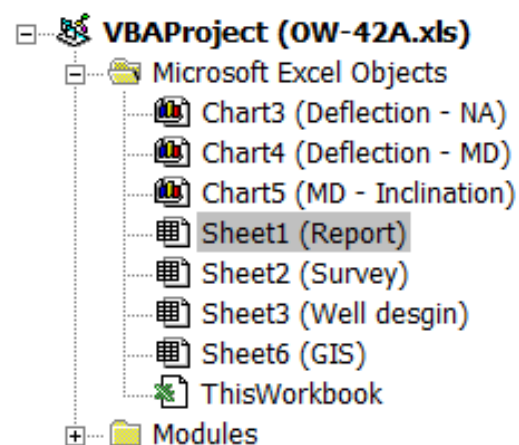 VBAProject (OW-42A.xls)
Microsoft Excel Objects
Chart3 (Deflection - NA)
Chart4 (Deflection - MD)
Chart5 (MD - Inclination)
Sheet1 (Report)
Sheet2 (Survey)
Sheet3 (Well desgin)
Sheet6 (GIS)
ThisWorkbook
Modules